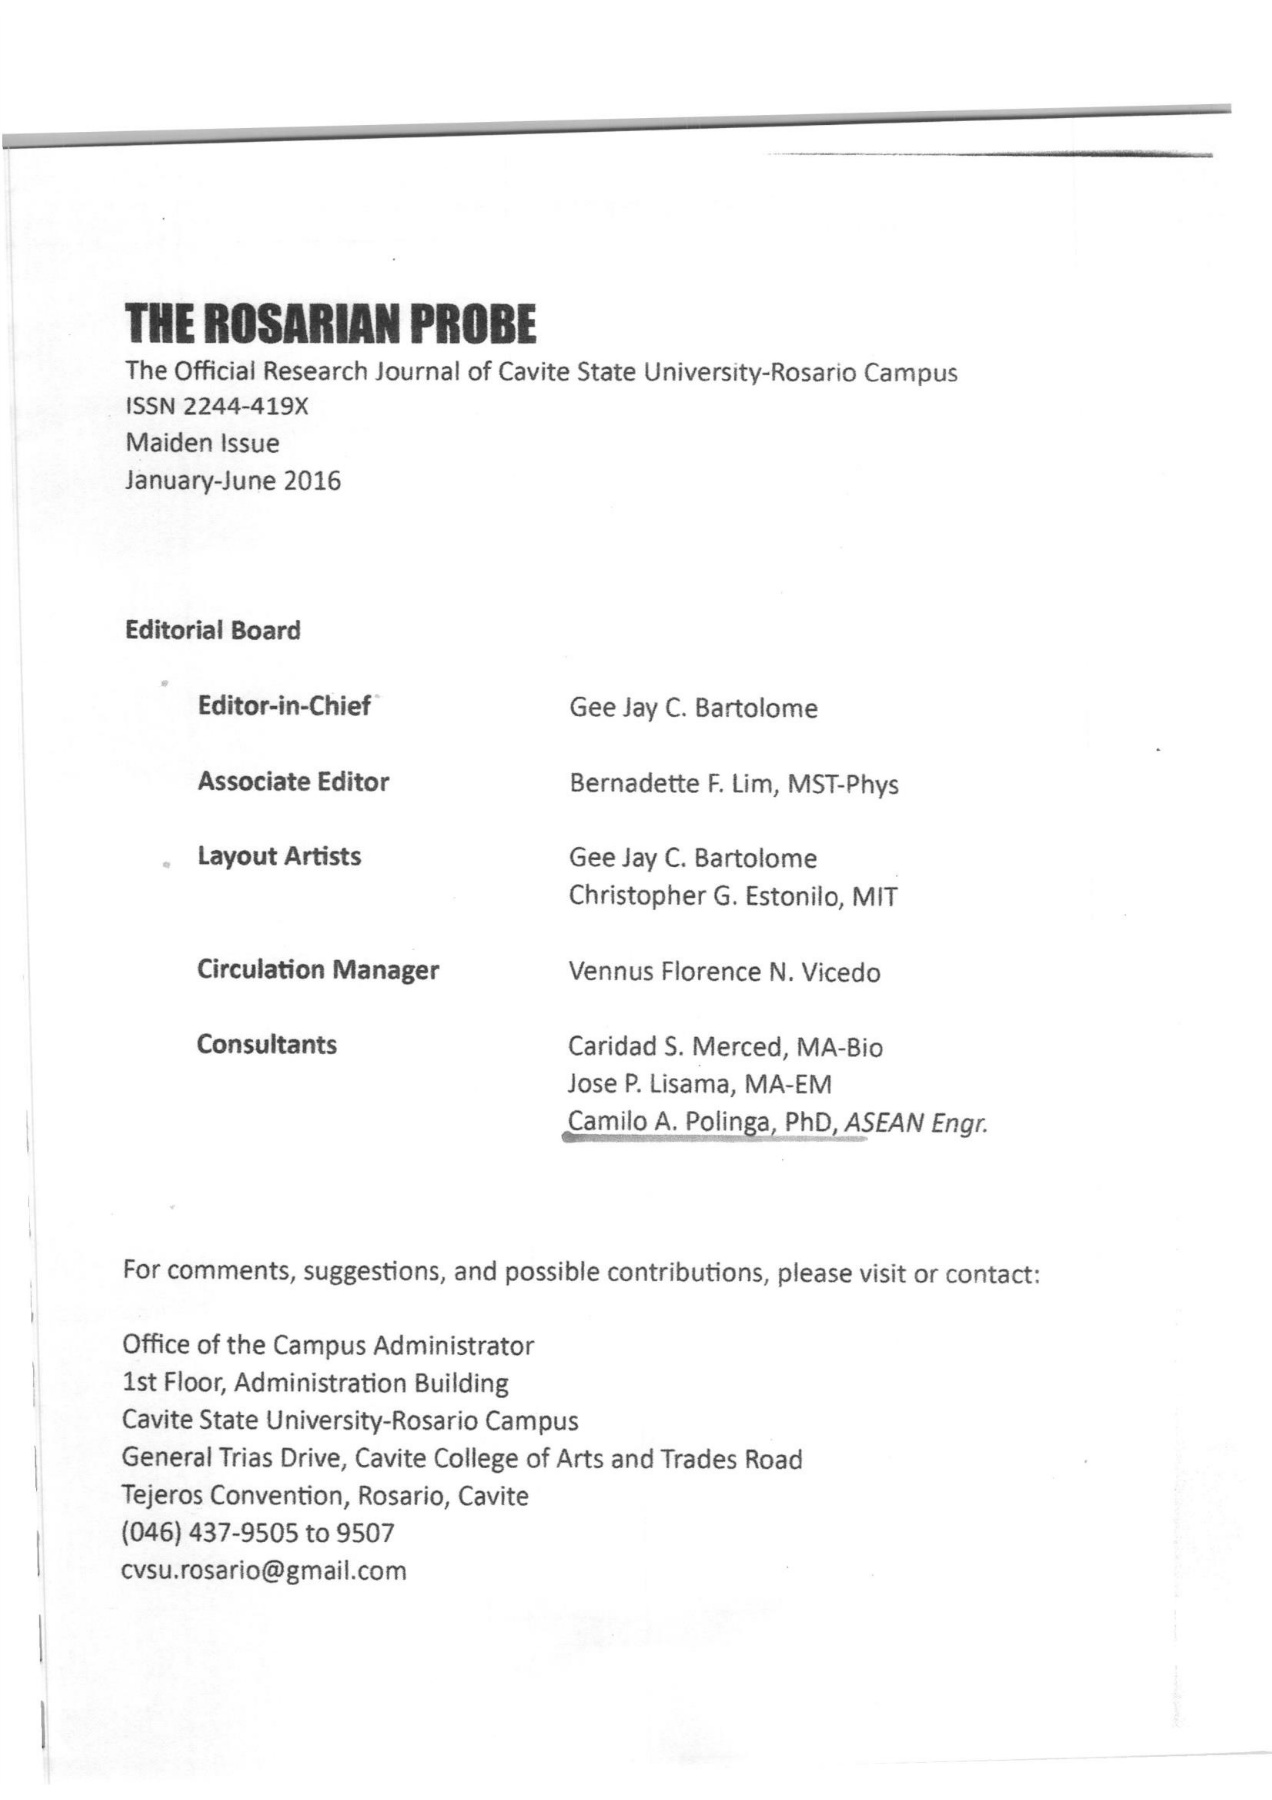 THE ROSARIAN PROBE
The Official Research Journal of Cavite State University-Rosario Campus
ISSN 2244-419X
Maiden Issue
January-June 2016
Editorial Board
Editor-in-Chief Gee Jay C. Bartolome
Associate Editor Bernadette F. Lim, MST-Phys
Layout Artists Gee Jay C. Bartolome
Christopher G. Estonilo, MIT
Circulation Manager Vennus Florence N. Vicedo
Consultants Caridad S. Merced, MA-Bio
Jose P. Lisama, MA-EM
Camilo A. Polinga, PhD, ASEAN Engr.
For comments, suggestions, and possible contributions, please visit or contact:
Office of the Campus Administrator
1st Floor, Administration Building
Cavite State University-Rosario Campus
General Trias Drive, Cavite College of Arts and Trades Road
Tejeros Convention, Rosario, Cavite
(046) 437-9505 to 9507
cvsu.rosario@gmail.com